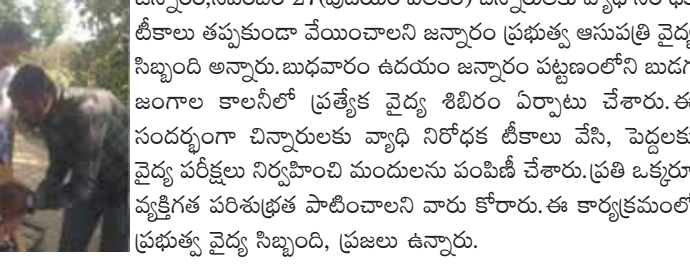 టీకాలు తప్పకుండా వేయించాలని జన్నారం ప్రభుత్వ ఆసుపత్రి వైద్య
సిబ్బంది అన్నారు.బుధవారం ఉదయం జన్నారం పట్టణంలోని బుడగ
జంగాల కాలనీలో ప్రత్యేక వైద్య శిబిరం ఏర్పాటు చేశారు.ఈ
సందర్భంగా చిన్నారులకు వ్యాధి నిరోధక టీకాలు వేసి, పెద్దలకు
వైద్య పరీక్షలు నిర్వహించి మందులను పంపిణీ చేశారు.ప్రతి ఒక్కరూ
వ్యక్తిగత పరిశుభ్రత పాటించాలని వారు కోరారు.ఈ కార్యక్రమంలో
ప్రభుత్వ వైద్య సిబ్బంది, ప్రజలు ఉన్నారు.